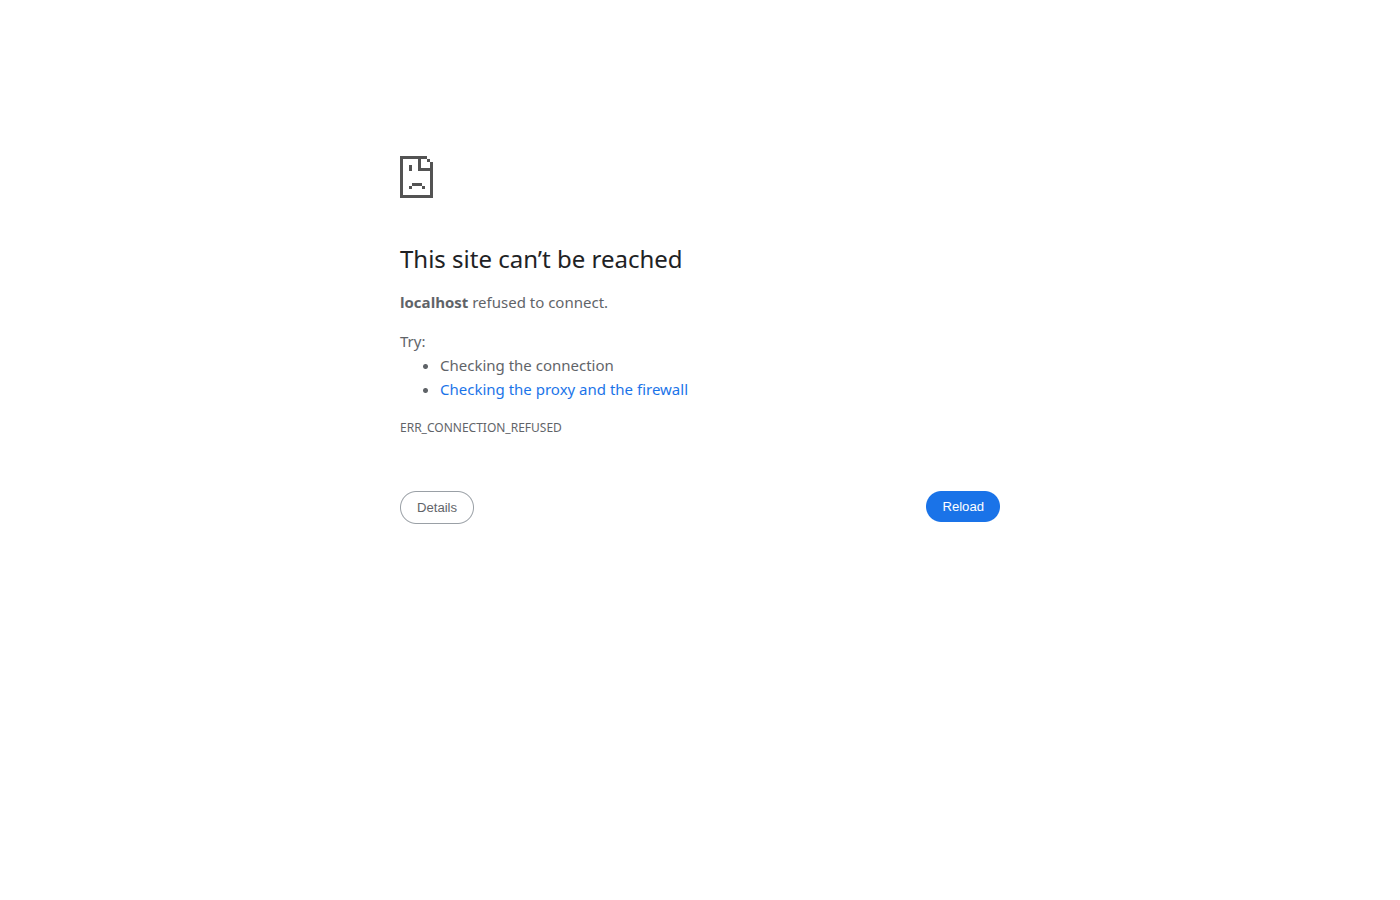 This site can’t be reached
localhost refused to connect.
Try:
Checking the connection
Checking the proxy and the firewall
ERR_CONNECTION_REFUSED
Details
Reload